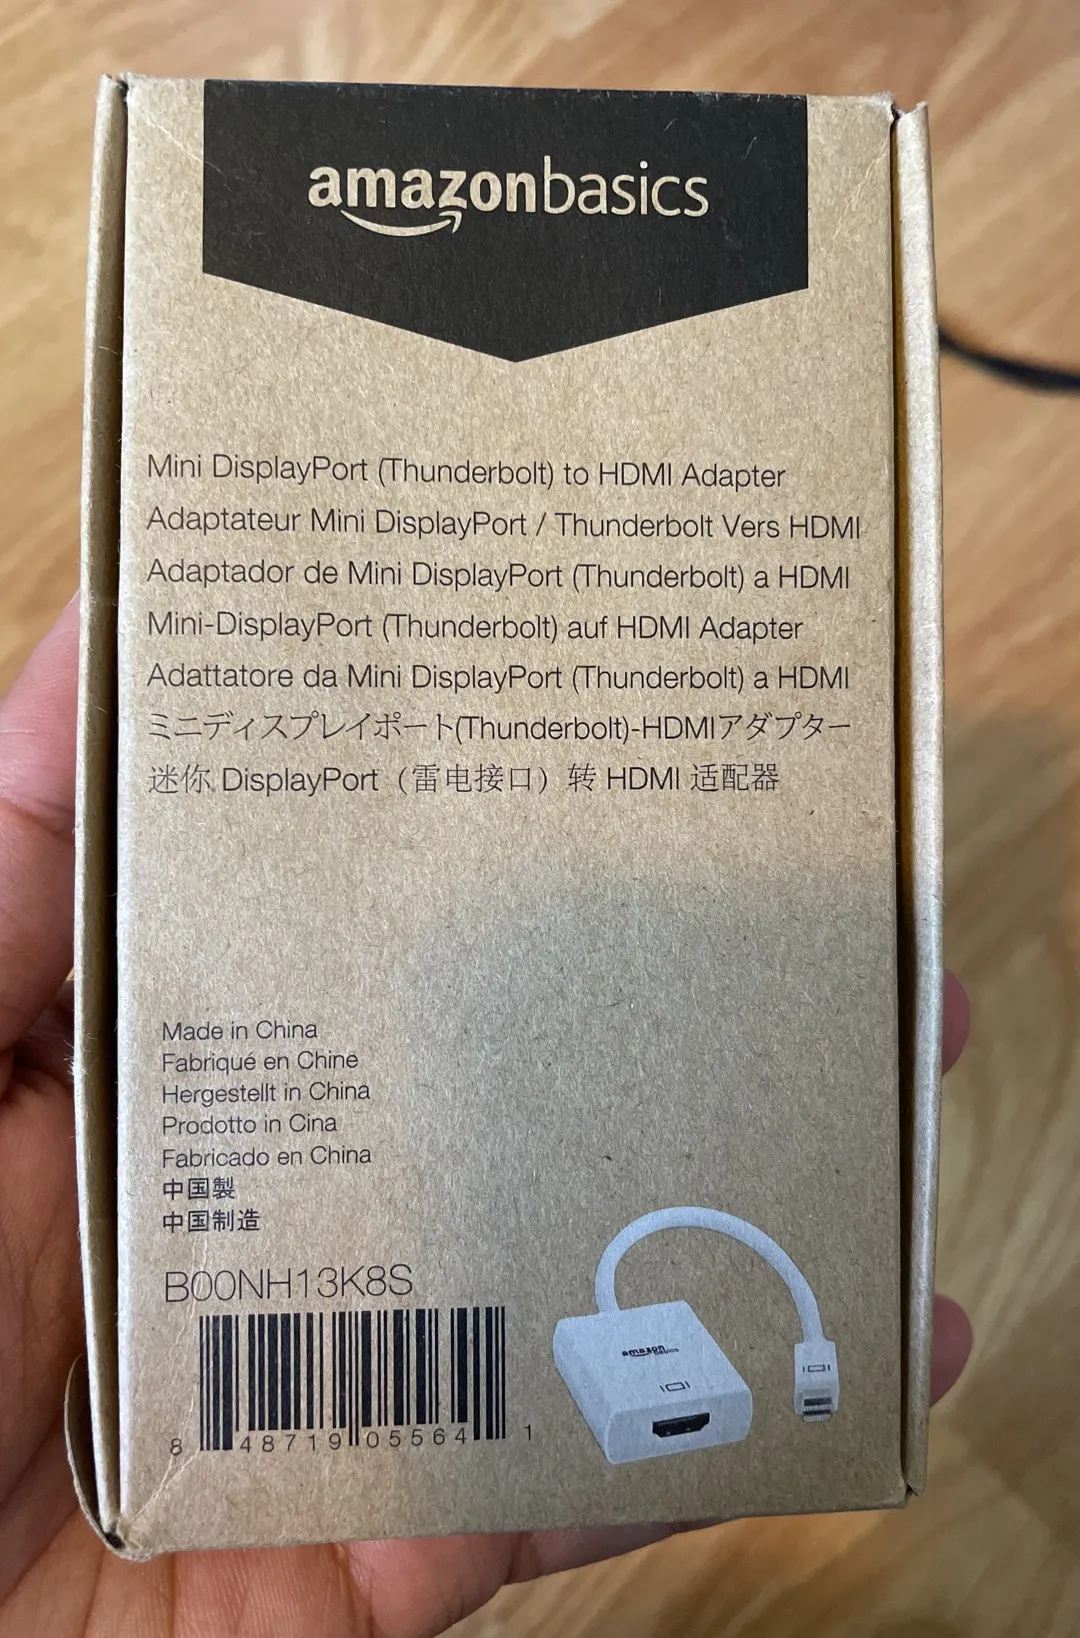 amazonbasics
Mini DisplayPort (Thunderbolt) to HDMI Adapter
Adaptateur Mini DisplayPort / Thunderbolt Vers HDMI
Adaptador de Mini DisplayPort (Thunderbolt) a HDMI
Mini-DisplayPort (Thunderbolt) auf HDMI Adapter
Adattatore da Mini DisplayPort (Thunderbolt) a HDMI
ミニディスプレイポート(Thunderbolt)-HDMIアダプター
迷你 DisplayPort（雷电接口）转 HDMI 适配器
Made in China
Fabriqué en Chine
Hergestellt in China
Prodotto in Cina
Fabricado en China
中国製
中国制造
B00NH13K8S
8 48719 05564 1
amazon basics